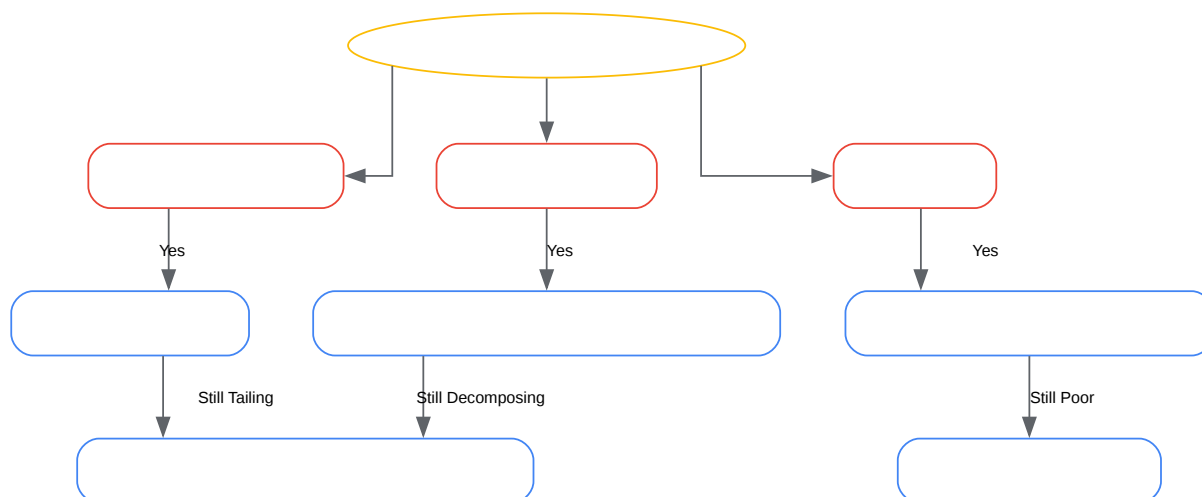 Yes
Yes
Yes
Still Tailing
Still Decomposing
Still Poor